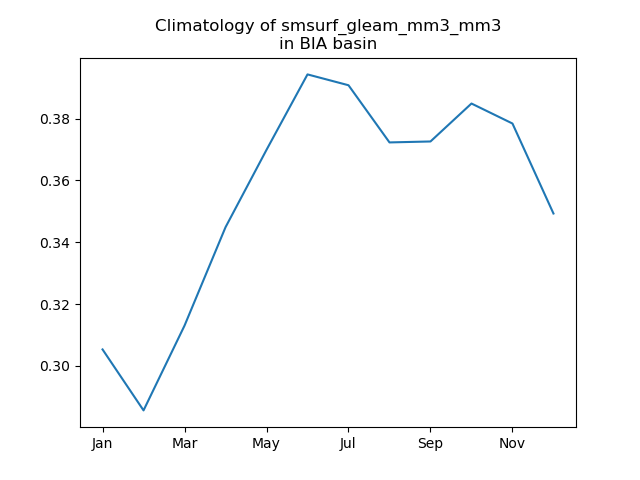 Climatology of smsurf_gleam_mm3_mm3
in BIA basin
0.38
0.36
0.34
0.32
0.30
Jan
Mar
May
Jul
Sep
Nov